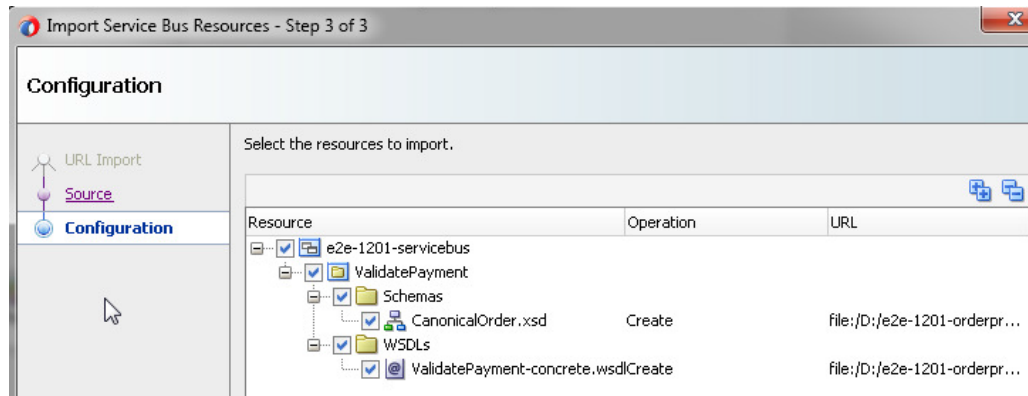 Import Service Bus Resources - Step 3 of 3
Configuration
Select the resources to import.
URL Import
Source
Configuration
Resource Operation URL
e2e-1201-servicebus
ValidatePayment
Schemas
CanonicalOrder.xsd Create file:/D:/e2e-1201-orderpr...
WSDLs
ValidatePayment-concrete.wsdlCreate file:/D:/e2e-1201-orderpr...